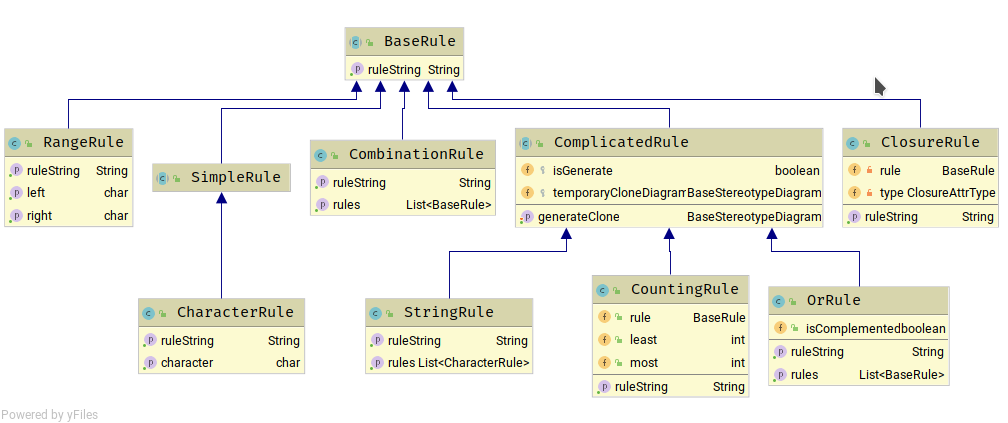 BaseRule
ruleString String
RangeRule
ruleString String
left char
right char
SimpleRule
CombinationRule
ruleString String
rules List<BaseRule>
ComplicatedRule
isGenerate boolean
temporaryCloneDiagramBaseStereotypeDiagram
generateClone BaseStereotypeDiagram
ClosureRule
rule BaseRule
type ClosureAttrType
ruleString String
CharacterRule
ruleString String
character char
StringRule
ruleString String
rules List<CharacterRule>
CountingRule
rule BaseRule
least int
most int
ruleString String
OrRule
isComplementedboolean
ruleString String
rules List<BaseRule>
Powered by yFiles